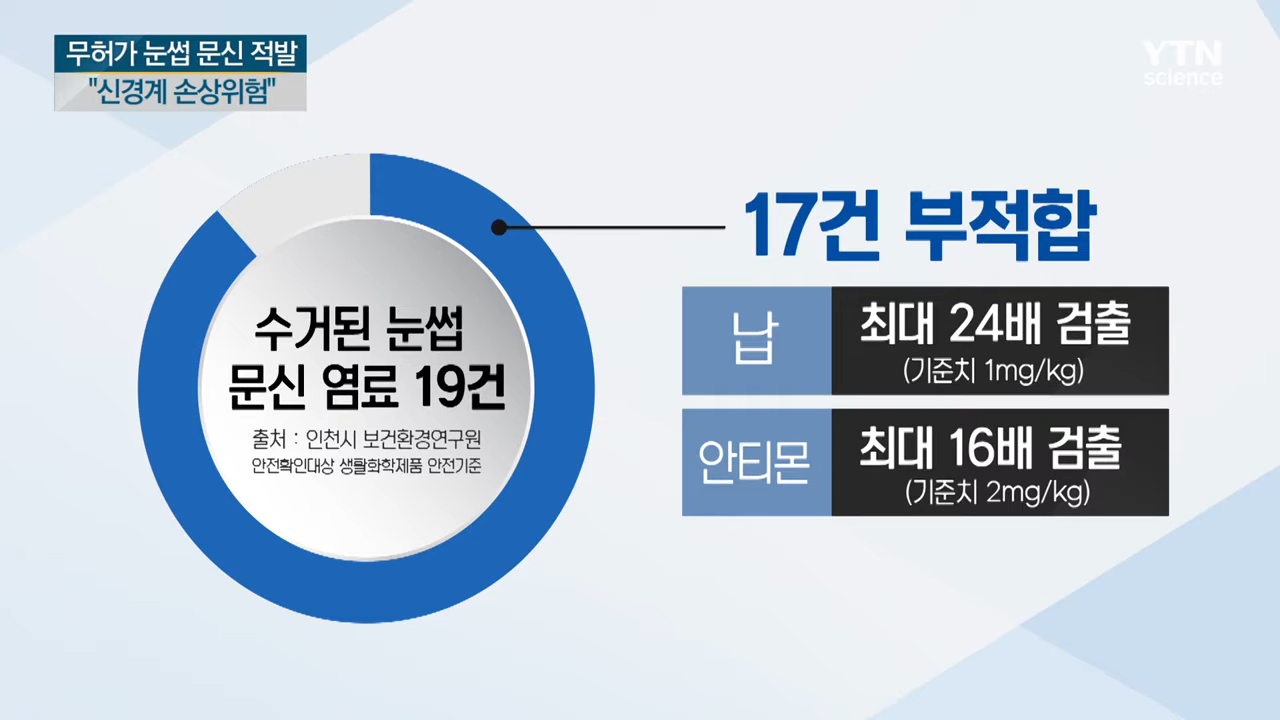 무허가 눈썹 문신 적발
"신경계 손상위험"
YTN
science
17건 부적합
수거된 눈썹
문신 염료 19건
출처 : 인천시 보건환경연구원
안전확인대상 생활화학제품 안전기준
납
최대 24배 검출
(기준치 1mg/kg)
안티몬
최대 16배 검출
(기준치 2mg/kg)